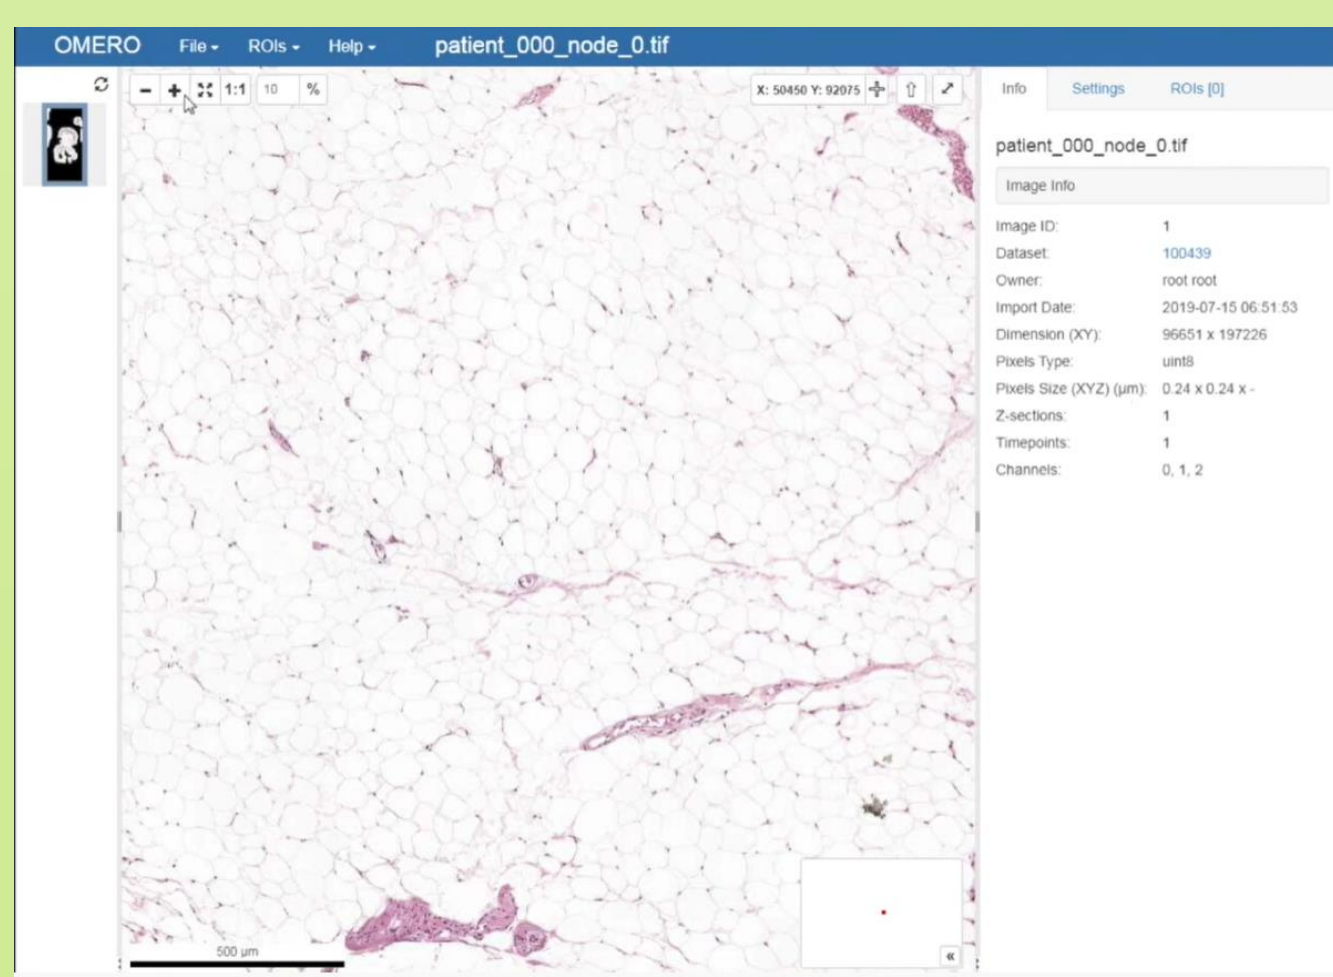 OMERO File ROIs Help patient_000_node_0.tif
- + 1:1 10 %
X: 50450 Y: 92075
Info Settings ROIs [0]
patient_000_node_0.tif
Image Info
Image ID: 1
Dataset: 100439
Owner: root root
Import Date: 2019-07-15 06:51:53
Dimension (XY): 96651 x 197226
Pixels Type: uint8
Pixels Size (XYZ) (µm): 0.24 x 0.24 x -
Z-sections: 1
Timepoints: 1
Channels: 0, 1, 2
500 µm
«